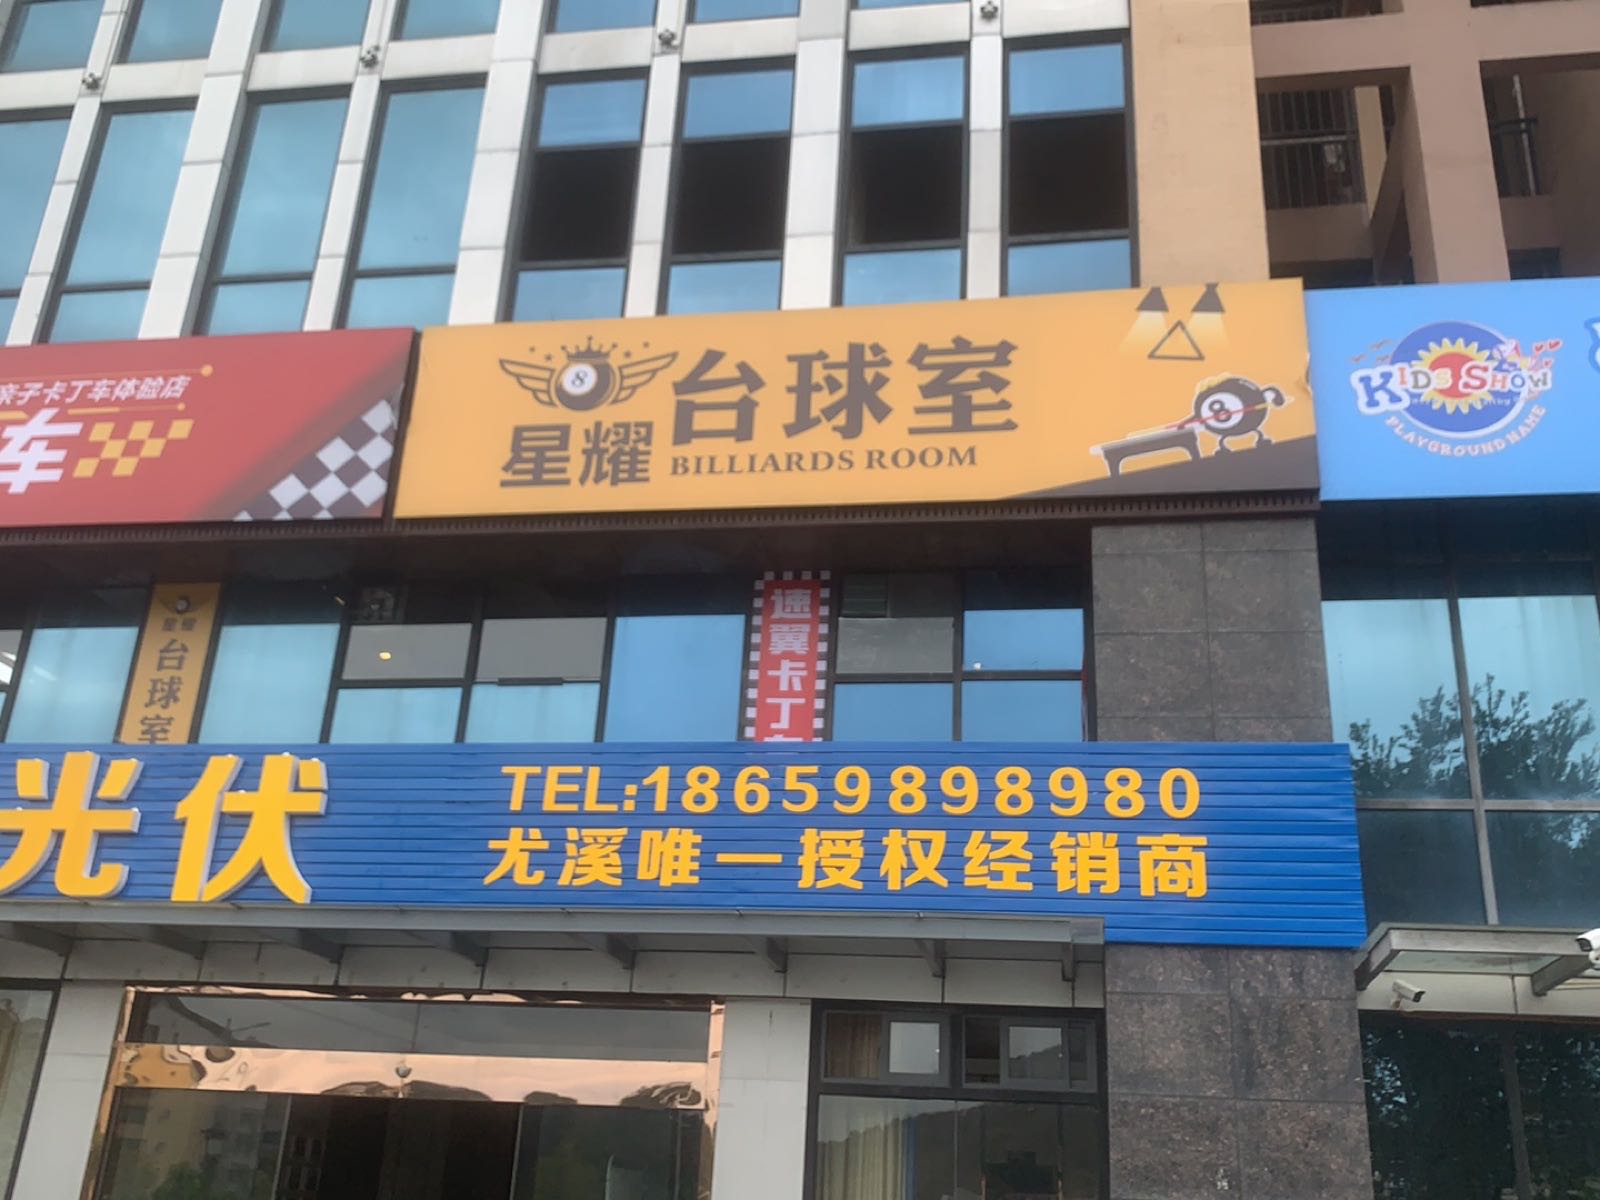 亲子卡丁车体验店
车
8
星耀
台球室
BILLIARDS ROOM
8
KIDS SHOW
PLAYGROUND NAME
星耀
台球室
速翼卡丁
光伏
TEL:18659898980
尤溪唯一授权经销商